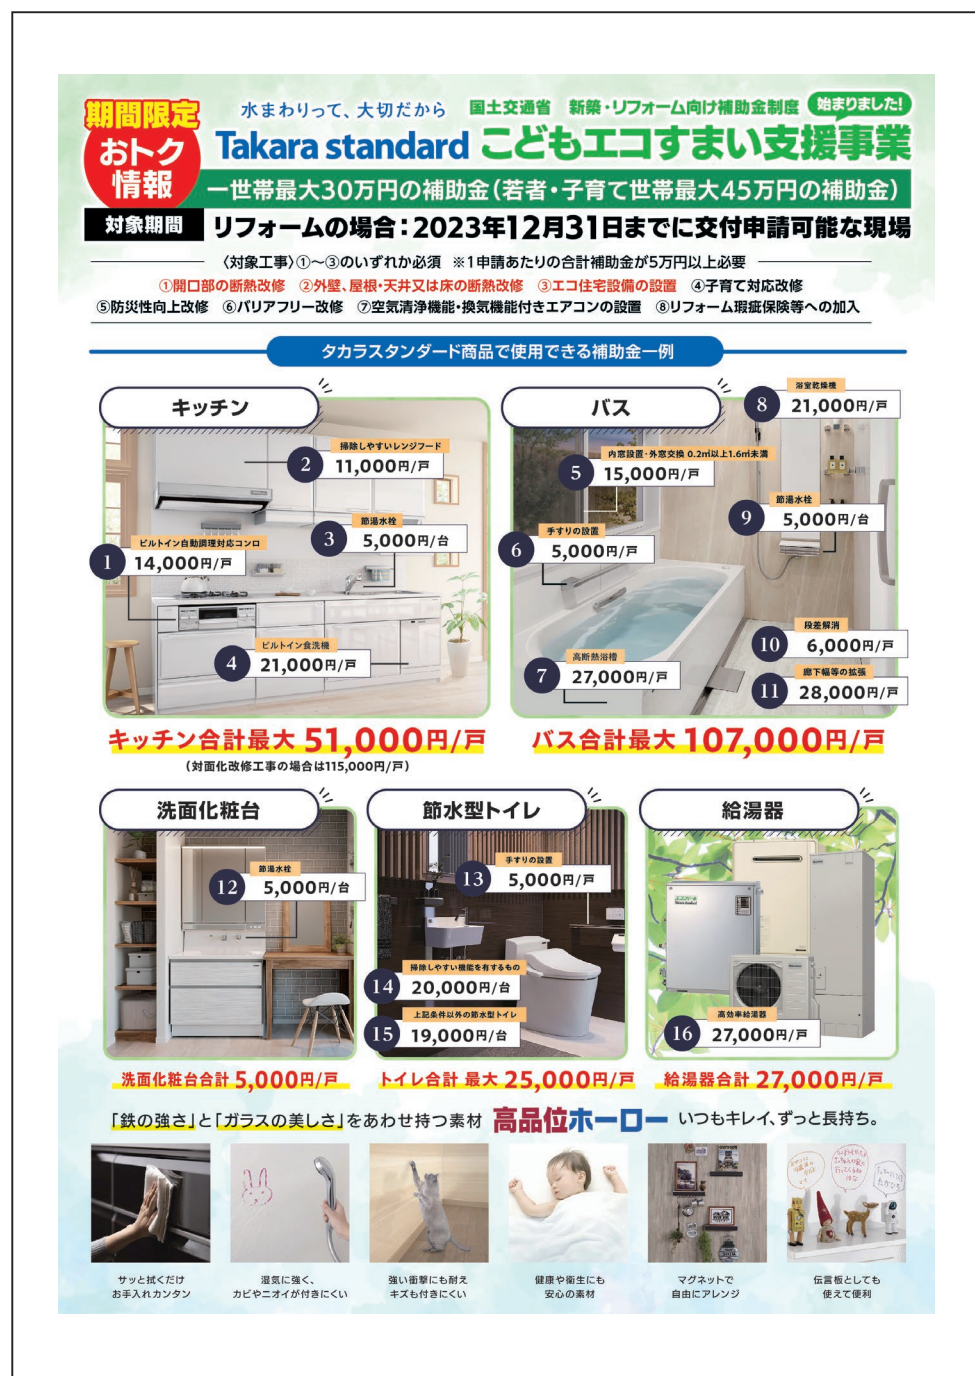 期間限定
おトク
情報
水まわりって、大切だから
国土交通省 新築・リフォーム向け補助金制度
始まりました!
Takara standard
こどもエコすまい支援事業
一世帯最大30万円の補助金(若者・子育て世帯最大45万円の補助金)
対象期間
リフォームの場合:2023年12月31日までに交付申請可能な現場
〈対象工事〉①〜③のいずれか必須 ※1申請あたりの合計補助金が5万円以上必要
①開口部の断熱改修 ②外壁、屋根・天井又は床の断熱改修 ③エコ住宅設備の設置 ④子育て対応改修
⑤防災性向上改修 ⑥バリアフリー改修 ⑦空気清浄機能・換気機能付きエアコンの設置 ⑧リフォーム瑕疵保険等への加入
タカラスタンダード商品で使用できる補助金一例
キッチン
掃除しやすいレンジフード
2 11,000円/戸
節湯水栓
3 5,000円/台
ビルトイン自動調理対応コンロ
1 14,000円/戸
ビルトイン食洗機
4 21,000円/戸
キッチン合計最大 51,000円/戸
(対面化改修工事の場合は115,000円/戸)
バス
浴室乾燥機
8 21,000円/戸
内窓設置・外窓交換 0.2㎡以上1.6㎡未満
5 15,000円/戸
節湯水栓
9 5,000円/台
手すりの設置
6 5,000円/戸
段差解消
10 6,000円/戸
高断熱浴槽
7 27,000円/戸
廊下幅等の拡張
11 28,000円/戸
バス合計最大 107,000円/戸
洗面化粧台
節湯水栓
12 5,000円/台
洗面化粧台合計 5,000円/戸
節水型トイレ
手すりの設置
13 5,000円/戸
掃除しやすい機能を有するもの
14 20,000円/台
上記条件以外の節水型トイレ
15 19,000円/台
トイレ合計 最大 25,000円/戸
給湯器
高効率給湯器
16 27,000円/戸
給湯器合計 27,000円/戸
「鉄の強さ」と「ガラスの美しさ」をあわせ持つ素材 高品位ホーロー いつもキレイ、ずっと長持ち。
サッと拭くだけ
お手入れカンタン
湿気に強く、
カビやニオイが付きにくい
強い衝撃にも耐え
キズも付きにくい
健康や衛生にも
安心の素材
マグネットで
自由にアレンジ
伝言板としても
使えて便利